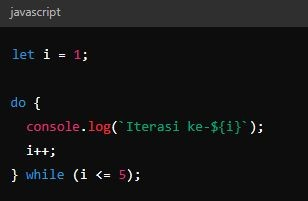 javascript
let i = 1;
do {
  console.log(`Iterasi ke-${i}`);
  i++;
} while (i <= 5);